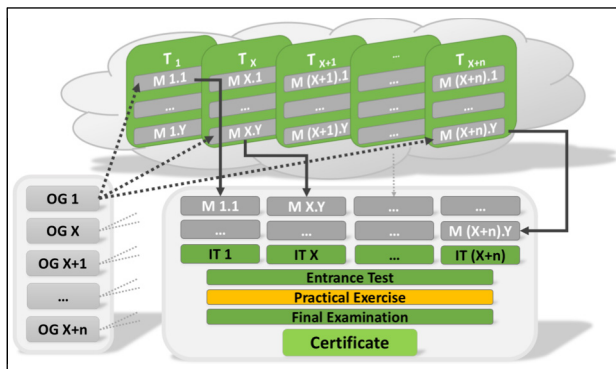 T 1 T X T X+1 ... T X+n
M 1.1 M X.1 M (X+1).1 ... M (X+n).1
... ... ... ... ...
M 1.Y M X.Y M (X+1).Y ... M (X+n).Y
OG 1
OG X
OG X+1
...
OG X+n
M 1.1 M X.Y ... ...
... ... ... M (X+n).Y
IT 1 IT X ... IT (X+n)
Entrance Test
Practical Exercise
Final Examination
Certificate